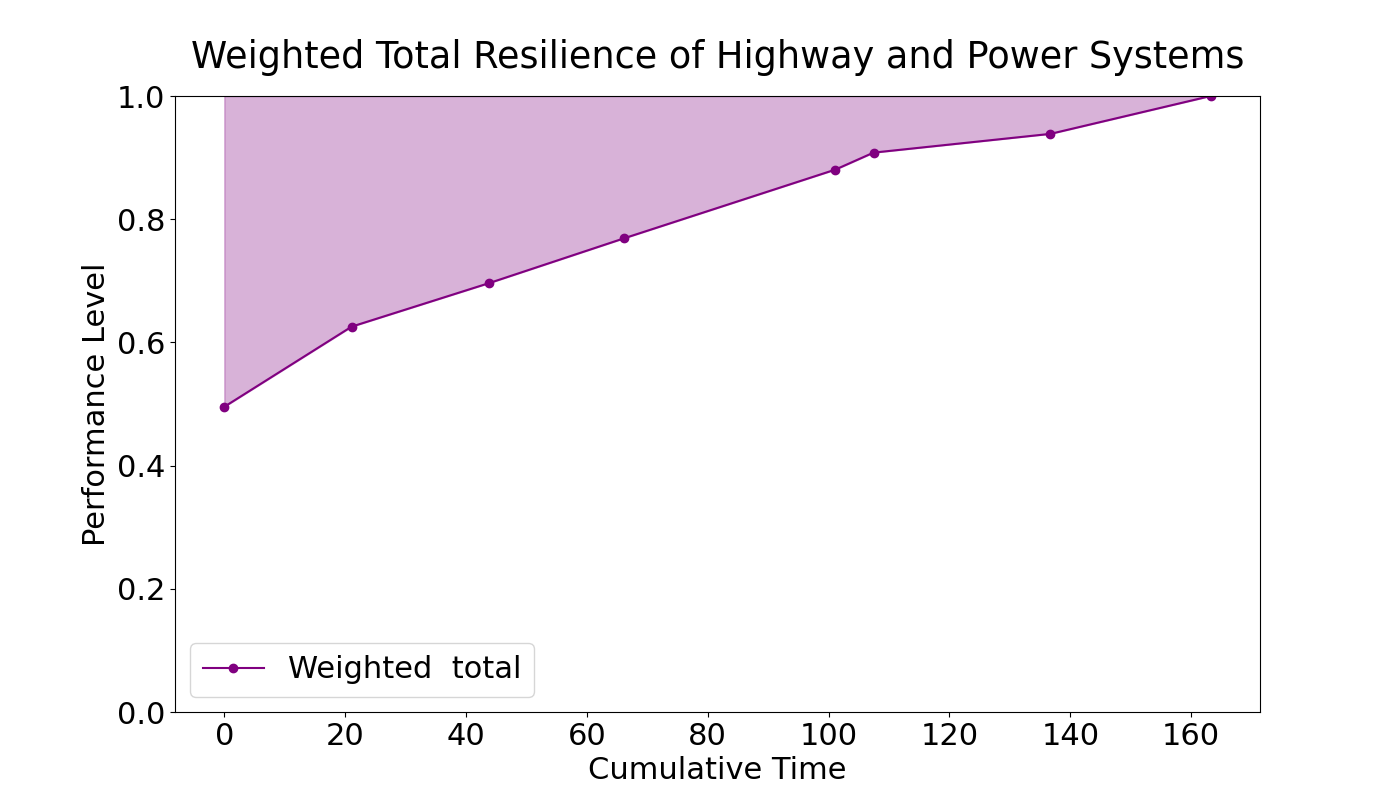 Weighted Total Resilience of Highway and Power Systems
1.0
0.8
0.6
0.4
0.2
0.0
Performance Level
Weighted  total
0 20 40 60 80 100 120 140 160
Cumulative Time